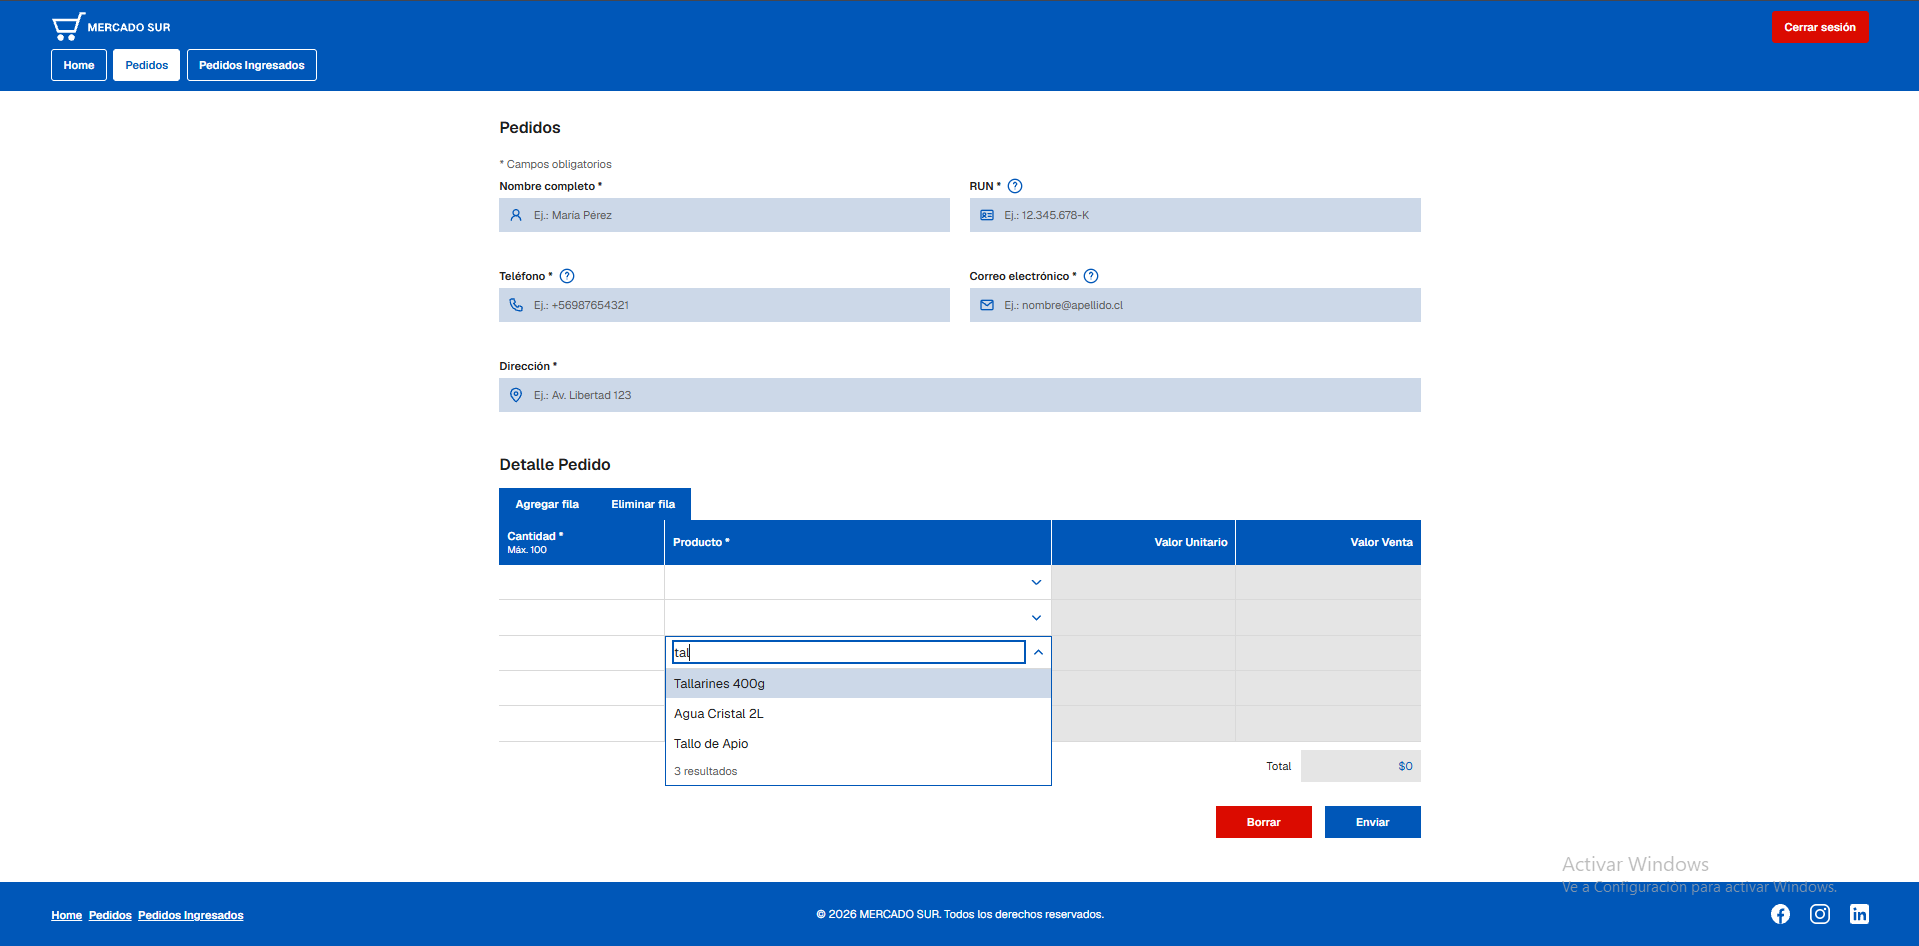 MERCADO SUR
Cerrar sesión
Home
Pedidos
Pedidos Ingresados
Pedidos
* Campos obligatorios
Nombre completo *
RUN *
?
Ej.: María Pérez
Ej.: 12.345.678-K
Teléfono *
?
Correo electrónico *
?
Ej.: +56987654321
Ej.: nombre@apellido.cl
Dirección *
Ej.: Av. Libertad 123
Detalle Pedido
Agregar fila
Eliminar fila
Cantidad *
Máx. 100
Producto *
Valor Unitario
Valor Venta
tal
Tallarines 400g
Agua Cristal 2L
Tallo de Apio
3 resultados
Total
$0
Borrar
Enviar
Activar Windows
Ve a Configuración para activar Windows.
Home
Pedidos
Pedidos Ingresados
© 2026 MERCADO SUR. Todos los derechos reservados.